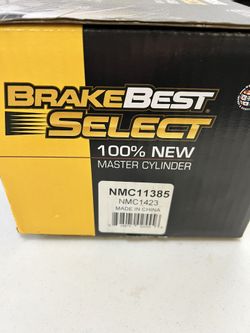 BRAKEBEST
SELECT
100% NEW
MASTER CYLINDER
NMC11385
NMC1423
MADE IN CHINA